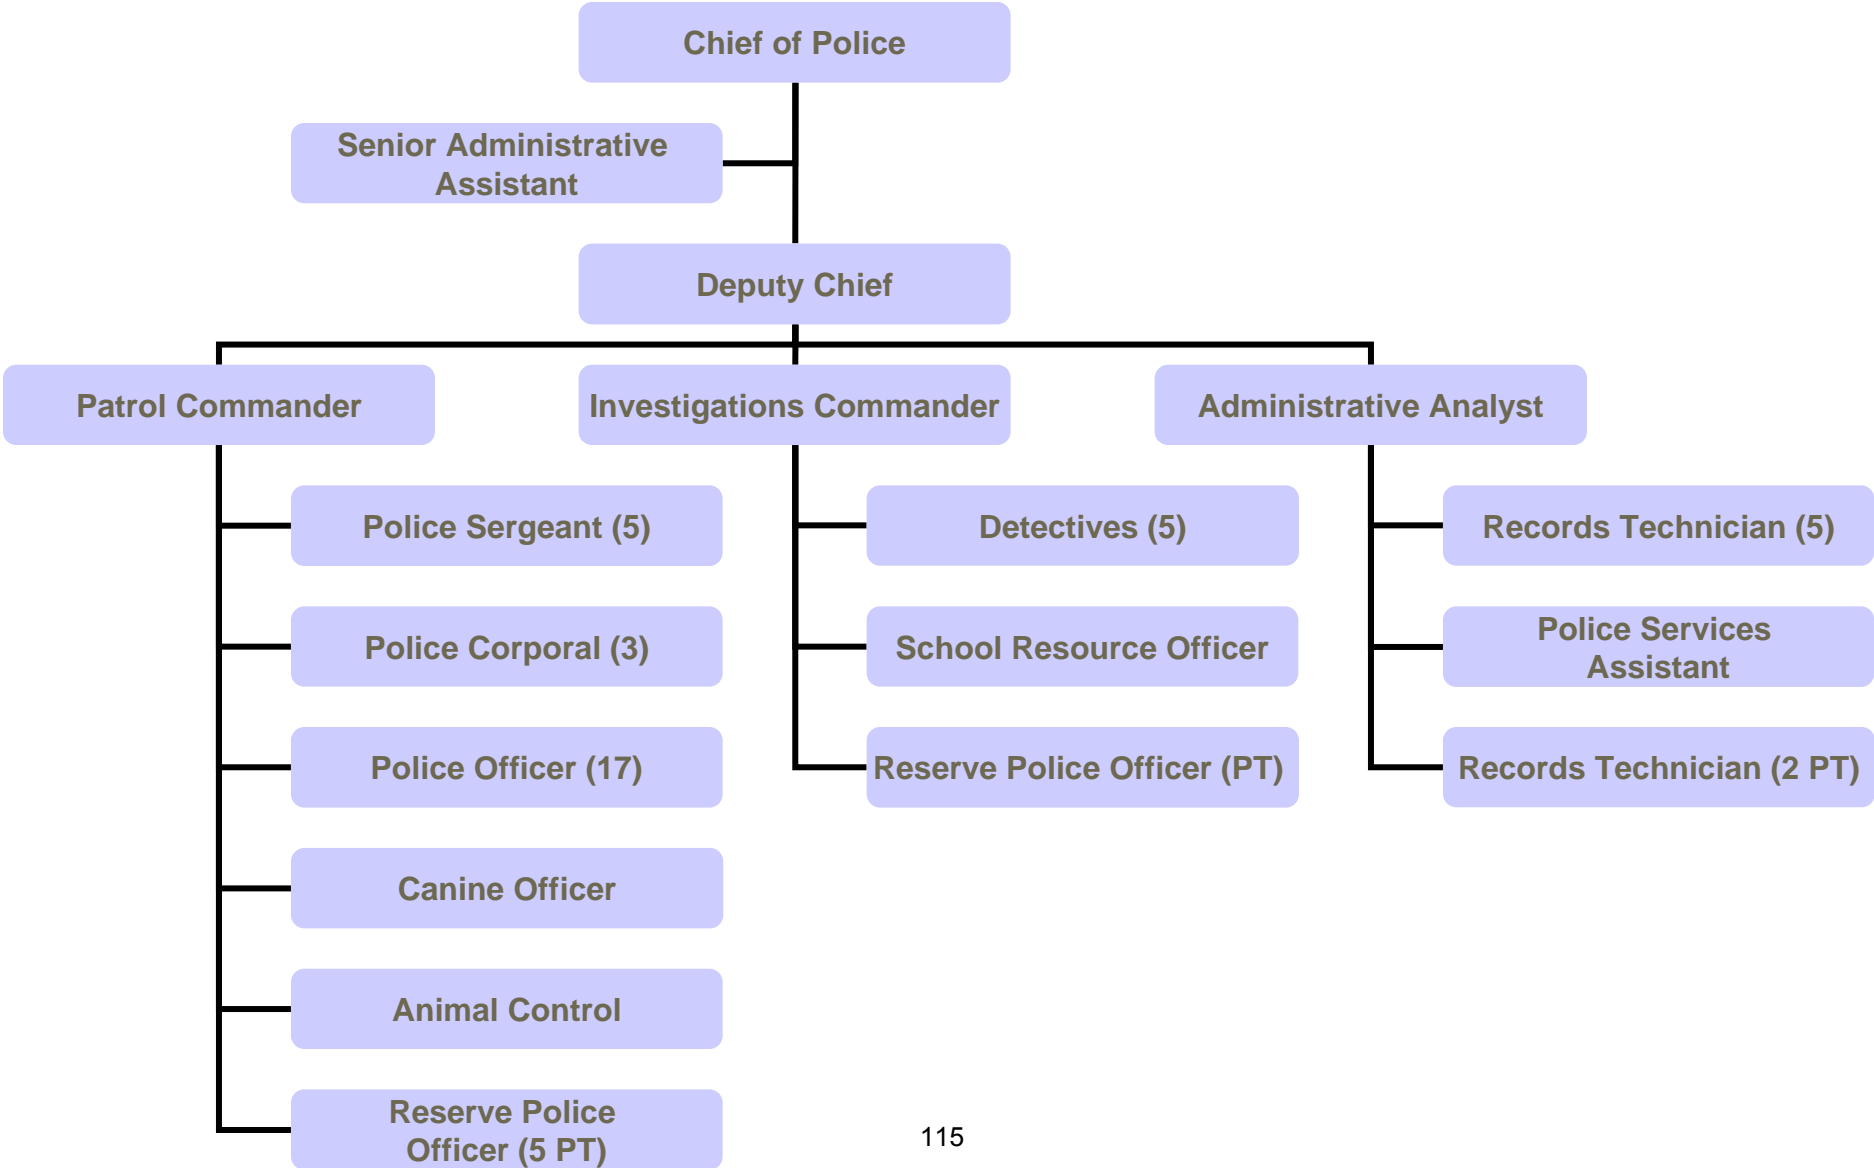 Chief of Police
Senior Administrative
Assistant
Deputy Chief
Patrol Commander
Investigations Commander
Administrative Analyst
Police Sergeant (5)
Detectives (5)
Records Technician (5)
Police Corporal (3)
School Resource Officer
Police Services
Assistant
Police Officer (17)
Reserve Police Officer (PT)
Records Technician (2 PT)
Canine Officer
Animal Control
Reserve Police
Officer (5 PT)
115